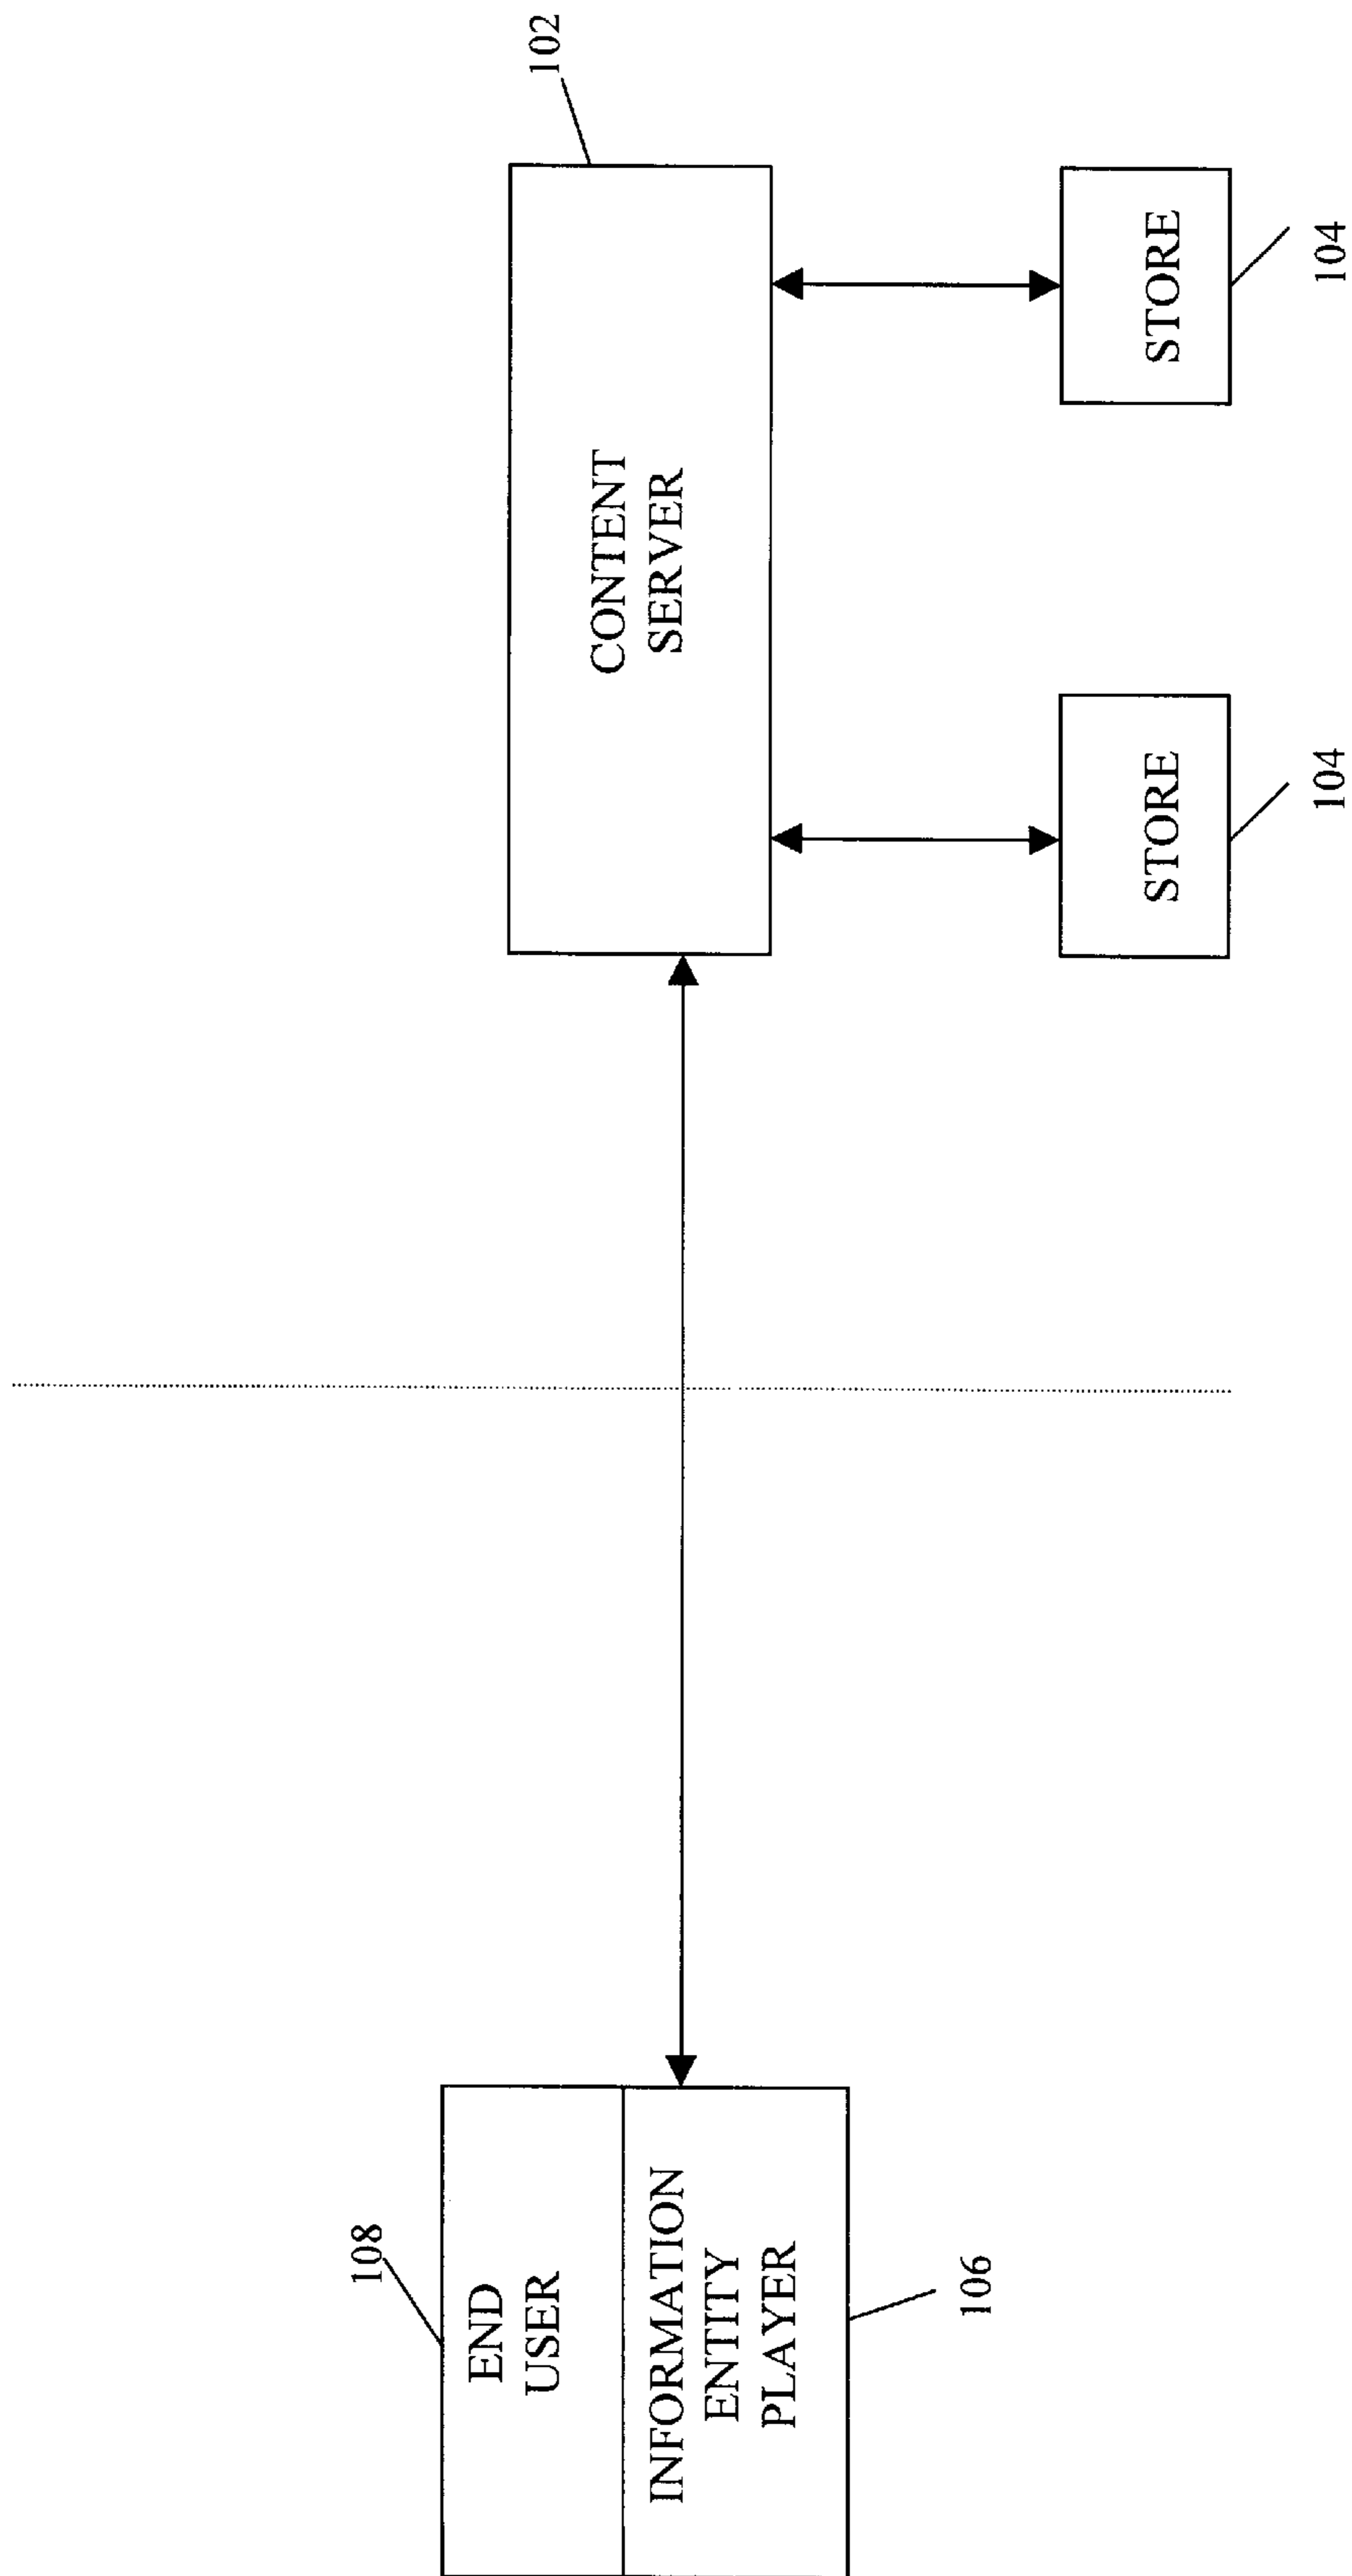 108
END
USER
INFORMATION
ENTITY
PLAYER
106
102
CONTENT
SERVER
STORE
104
STORE
104